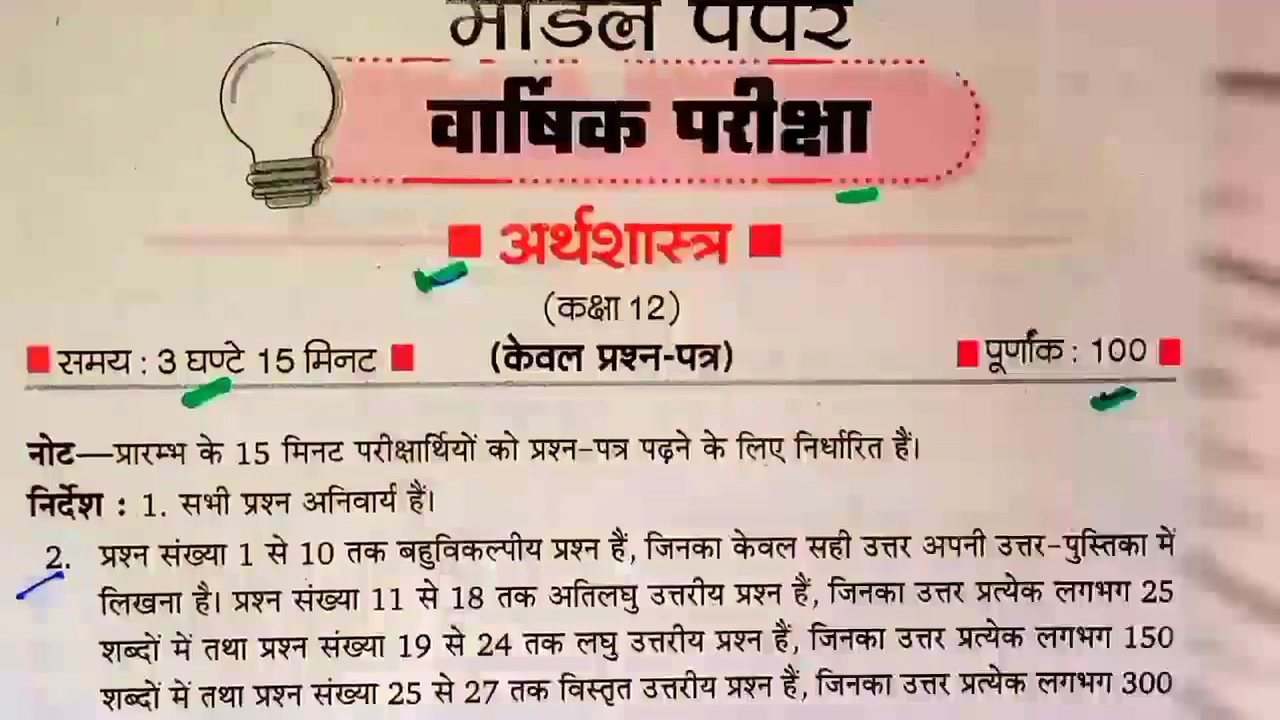 मॉडल पेपर
वार्षिक परीक्षा
अर्थशास्त्र
(कक्षा 12)
समय : 3 घण्टे 15 मिनट (केवल प्रश्न-पत्र) पूर्णांक : 100
नोट—प्रारम्भ के 15 मिनट परीक्षार्थियों को प्रश्न-पत्र पढ़ने के लिए निर्धारित हैं।
निर्देश : 1. सभी प्रश्न अनिवार्य हैं।
2. प्रश्न संख्या 1 से 10 तक बहुविकल्पीय प्रश्न हैं, जिनका केवल सही उत्तर अपनी उत्तर-पुस्तिका में
लिखना है। प्रश्न संख्या 11 से 18 तक अतिलघु उत्तरीय प्रश्न हैं, जिनका उत्तर प्रत्येक लगभग 25
शब्दों में तथा प्रश्न संख्या 19 से 24 तक लघु उत्तरीय प्रश्न हैं, जिनका उत्तर प्रत्येक लगभग 150
शब्दों में तथा प्रश्न संख्या 25 से 27 तक विस्तृत उत्तरीय प्रश्न हैं, जिनका उत्तर प्रत्येक लगभग 300